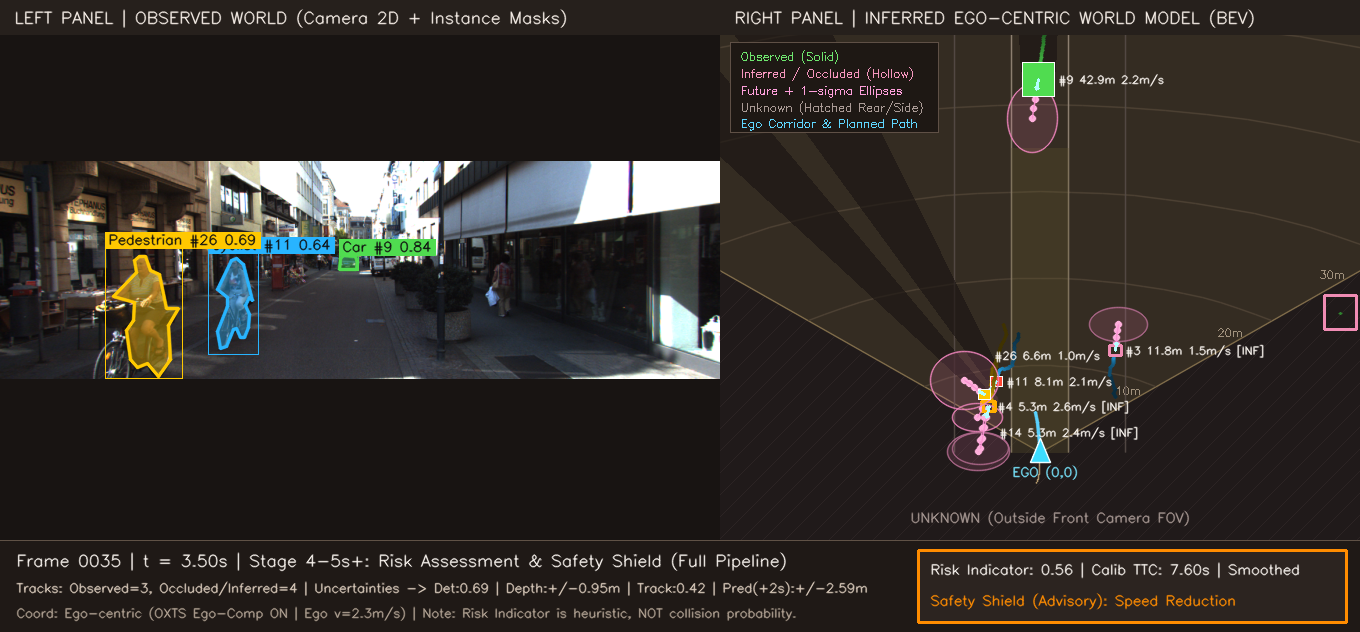 LEFT PANEL | OBSERVED WORLD (Camera 2D + Instance Masks)
RIGHT PANEL | INFERRED EGO-CENTRIC WORLD MODEL (BEV)
Observed (Solid)
Inferred / Occluded (Hollow)
Future + 1-sigma Ellipses
Unknown (Hatched Rear/Side)
Ego Corridor & Planned Path
#9 42.9m 2.2m/s
Pedestrian #26 0.69
#11 0.64
Car #9 0.84
30m
20m
#26 6.6m 1.0m/s
#3 11.8m 1.5m/s [INF]
#11 8.1m 2.1m/s
10m
#4 5.3m 2.6m/s [INF]
#14 5.3m 2.4m/s [INF]
EGO (0,0)
UNKNOWN (Outside Front Camera FOV)
Frame 0035 | t = 3.50s | Stage 4-5s+: Risk Assessment & Safety Shield (Full Pipeline)
Tracks: Observed=3, Occluded/Inferred=4 | Uncertainties -> Det:0.69 | Depth:+/-0.95m | Track:0.42 | Pred(+2s):+/-2.59m
Coord: Ego-centric (OXTS Ego-Comp ON | Ego v=2.3m/s) | Note: Risk Indicator is heuristic, NOT collision probability.
Risk Indicator: 0.56 | Calib TTC: 7.60s | Smoothed
Safety Shield (Advisory): Speed Reduction